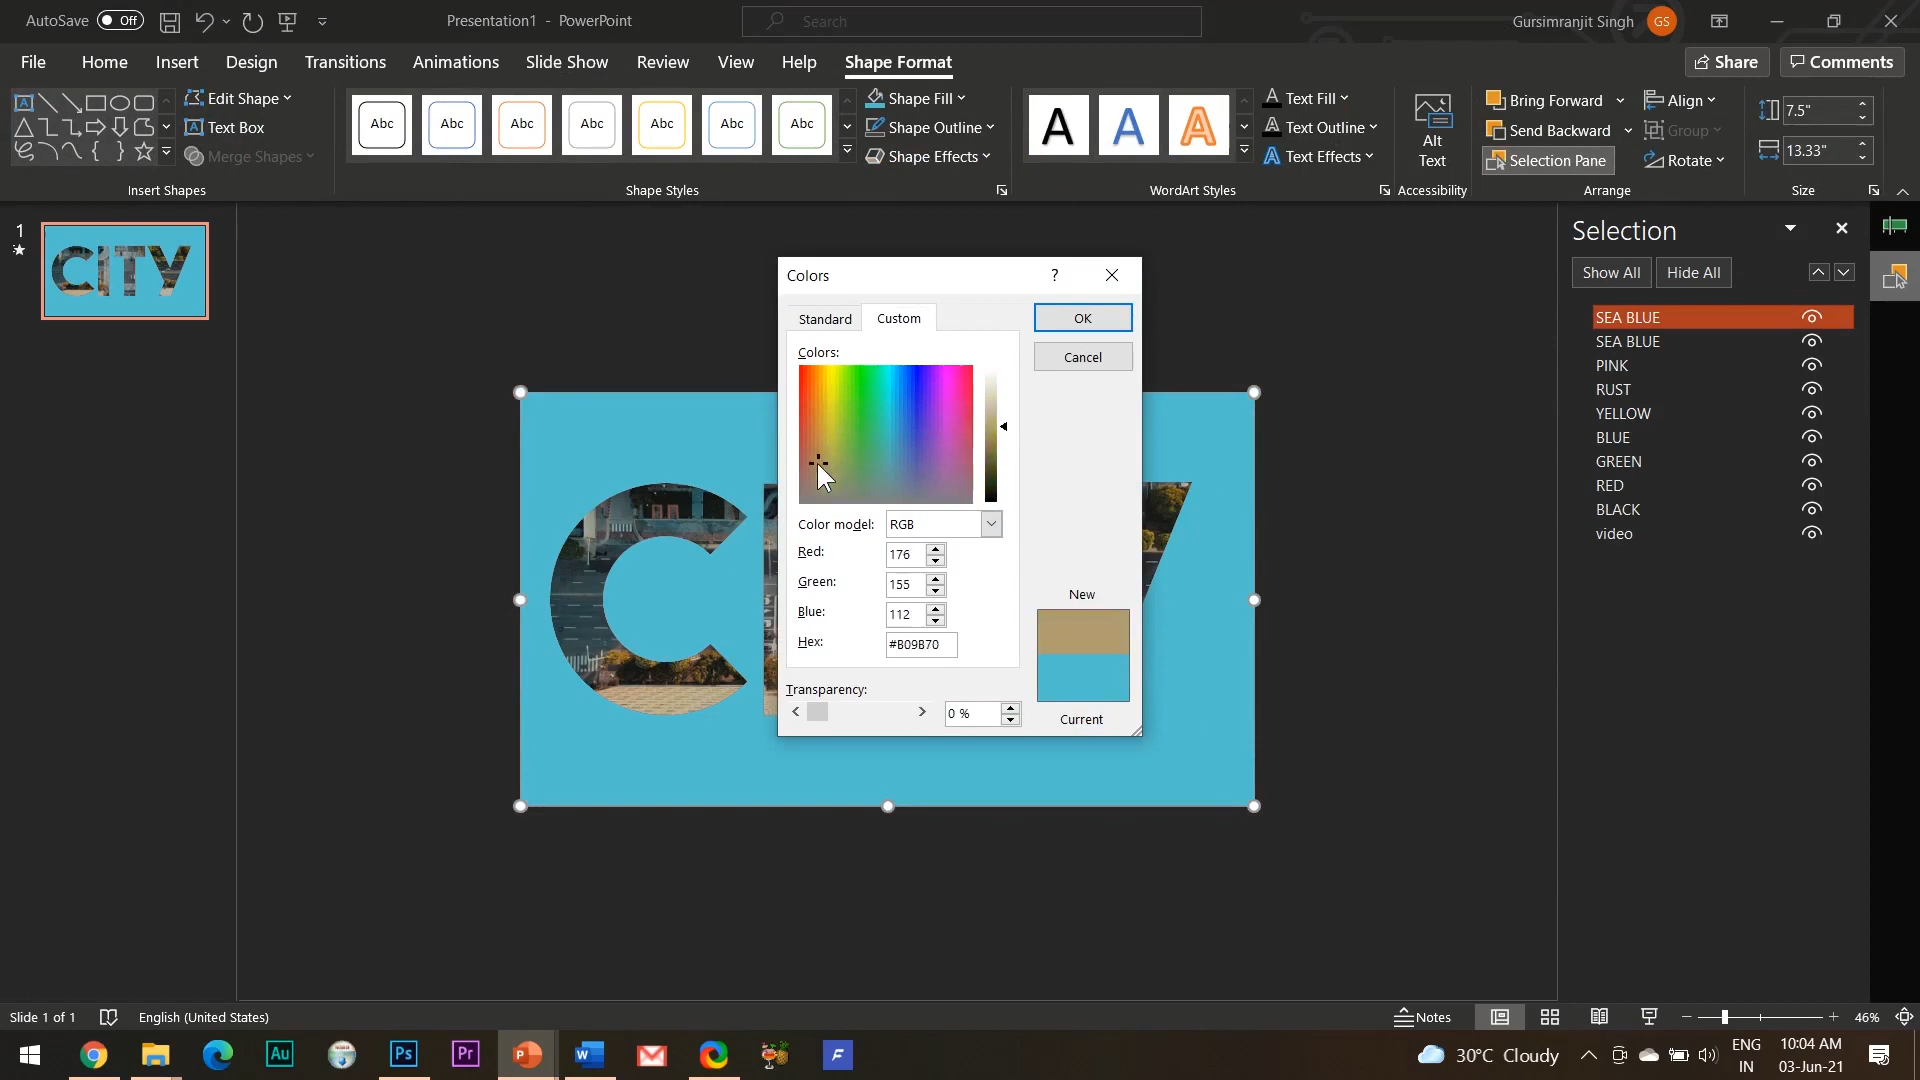 AutoSave Off
Presentation1 - PowerPoint
Search
Gursimranjit Singh GS
File Home Insert Design Transitions Animations Slide Show Review View Help Shape Format
Share Comments
Edit Shape
Text Box
Merge Shapes
Insert Shapes
Abc Abc Abc Abc Abc Abc Abc
Shape Styles
Shape Fill
Shape Outline
Shape Effects
A A A
WordArt Styles
Text Fill
Text Outline
Text Effects
Alt
Text
Accessibility
Bring Forward
Send Backward
Selection Pane
Align
Group
Rotate
Arrange
7.5"
13.33"
Size
1
CITY
Colors ?
Standard Custom
OK
Cancel
Colors:
Color model: RGB
Red: 176
Green: 155
Blue: 112
Hex: #B09B70
Transparency:
0 %
New
Current
Selection
Show All Hide All
SEA BLUE
SEA BLUE
PINK
RUST
YELLOW
BLUE
GREEN
RED
BLACK
video
Slide 1 of 1 English (United States)
Notes
46%
Au Ps Pr P W F
30°C Cloudy
ENG
IN
10:04 AM
03-Jun-21